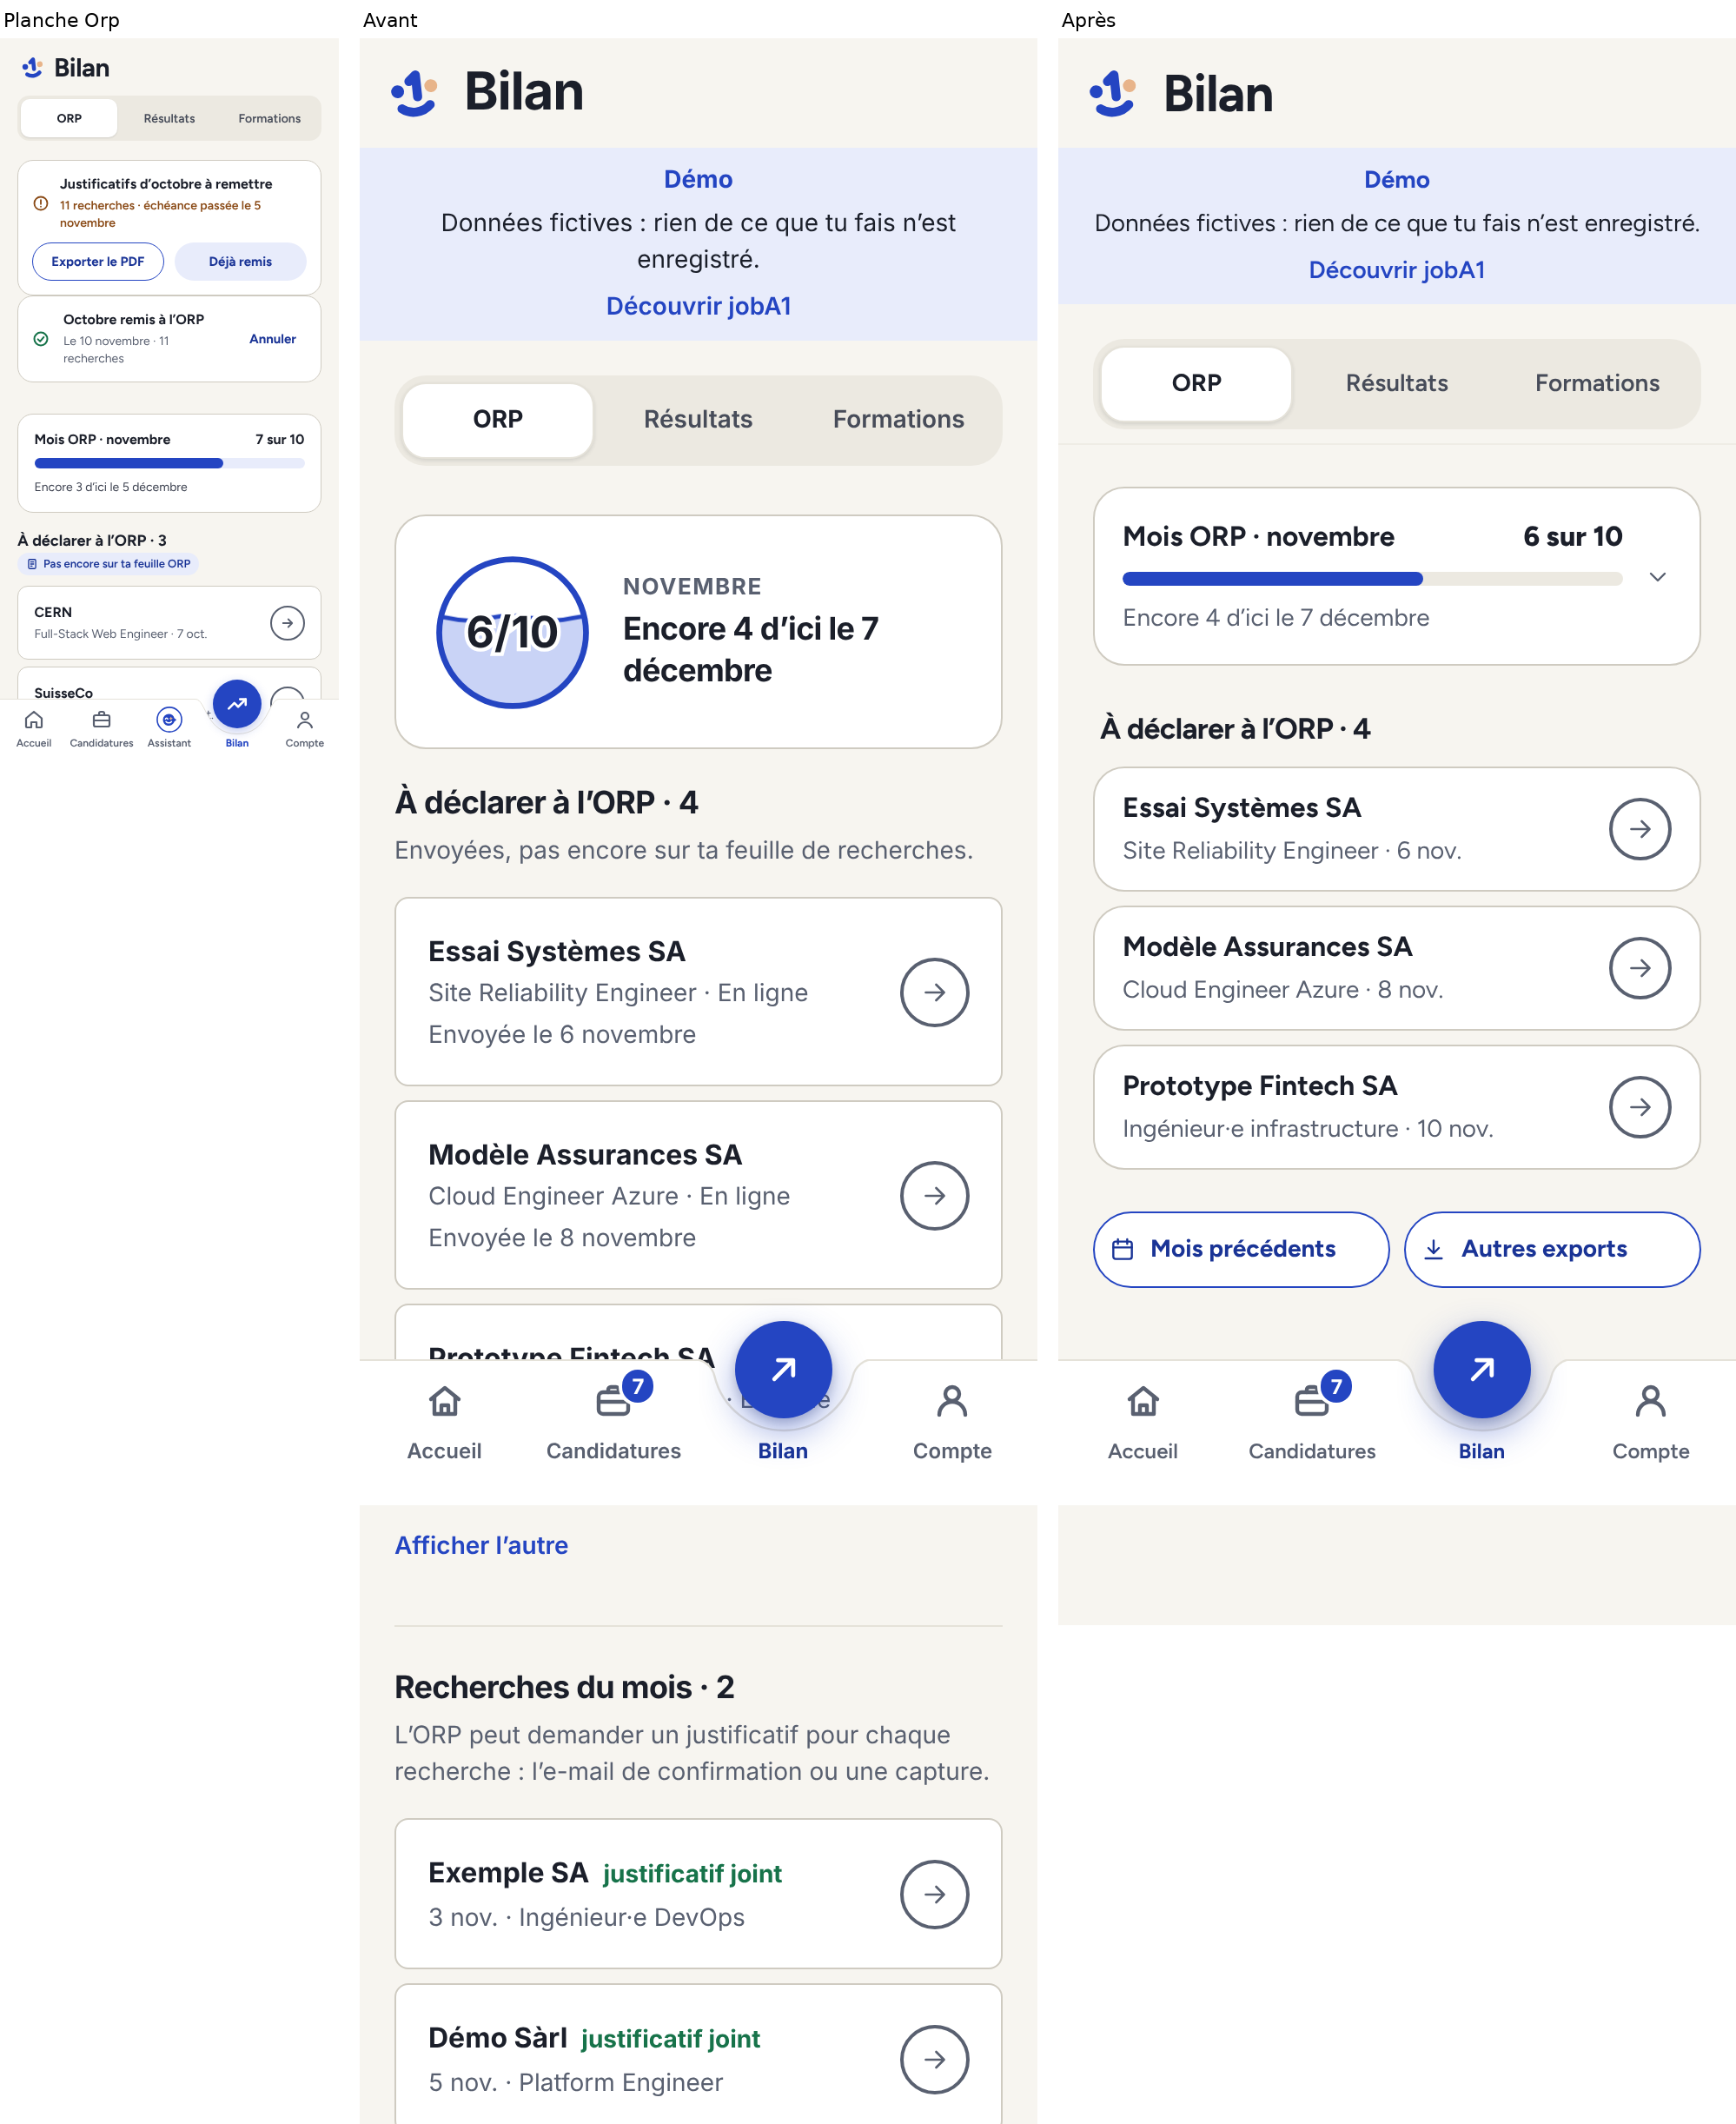 Planche Orp
Bilan
ORP
Résultats
Formations
Justificatifs d’octobre à remettre
11 recherches · échéance passée le 5
novembre
Exporter le PDF
Déjà remis
Octobre remis à l’ORP
Le 10 novembre · 11
recherches
Annuler
Mois ORP · novembre
7 sur 10
Encore 3 d’ici le 5 décembre
À déclarer à l’ORP · 3
Pas encore sur ta feuille ORP
CERN
Full-Stack Web Engineer · 7 oct.
SuisseCo
Accueil
Candidatures
Assistant
Bilan
Compte
Avant
Bilan
Démo
Données fictives : rien de ce que tu fais n’est
enregistré.
Découvrir jobA1
ORP
Résultats
Formations
6/10
NOVEMBRE
Encore 4 d’ici le 7
décembre
À déclarer à l’ORP · 4
Envoyées, pas encore sur ta feuille de recherches.
Essai Systèmes SA
Site Reliability Engineer · En ligne
Envoyée le 6 novembre
Modèle Assurances SA
Cloud Engineer Azure · En ligne
Envoyée le 8 novembre
Prototype Fintech SA
7
Accueil
Candidatures
Bilan
Compte
Afficher l’autre
Recherches du mois · 2
L’ORP peut demander un justificatif pour chaque
recherche : l’e-mail de confirmation ou une capture.
Exemple SA justificatif joint
3 nov. · Ingénieur·e DevOps
Démo Sàrl justificatif joint
5 nov. · Platform Engineer
Après
Bilan
Démo
Données fictives : rien de ce que tu fais n’est enregistré.
Découvrir jobA1
ORP
Résultats
Formations
Mois ORP · novembre
6 sur 10
Encore 4 d’ici le 7 décembre
À déclarer à l’ORP · 4
Essai Systèmes SA
Site Reliability Engineer · 6 nov.
Modèle Assurances SA
Cloud Engineer Azure · 8 nov.
Prototype Fintech SA
Ingénieur·e infrastructure · 10 nov.
Mois précédents
Autres exports
7
Accueil
Candidatures
Bilan
Compte